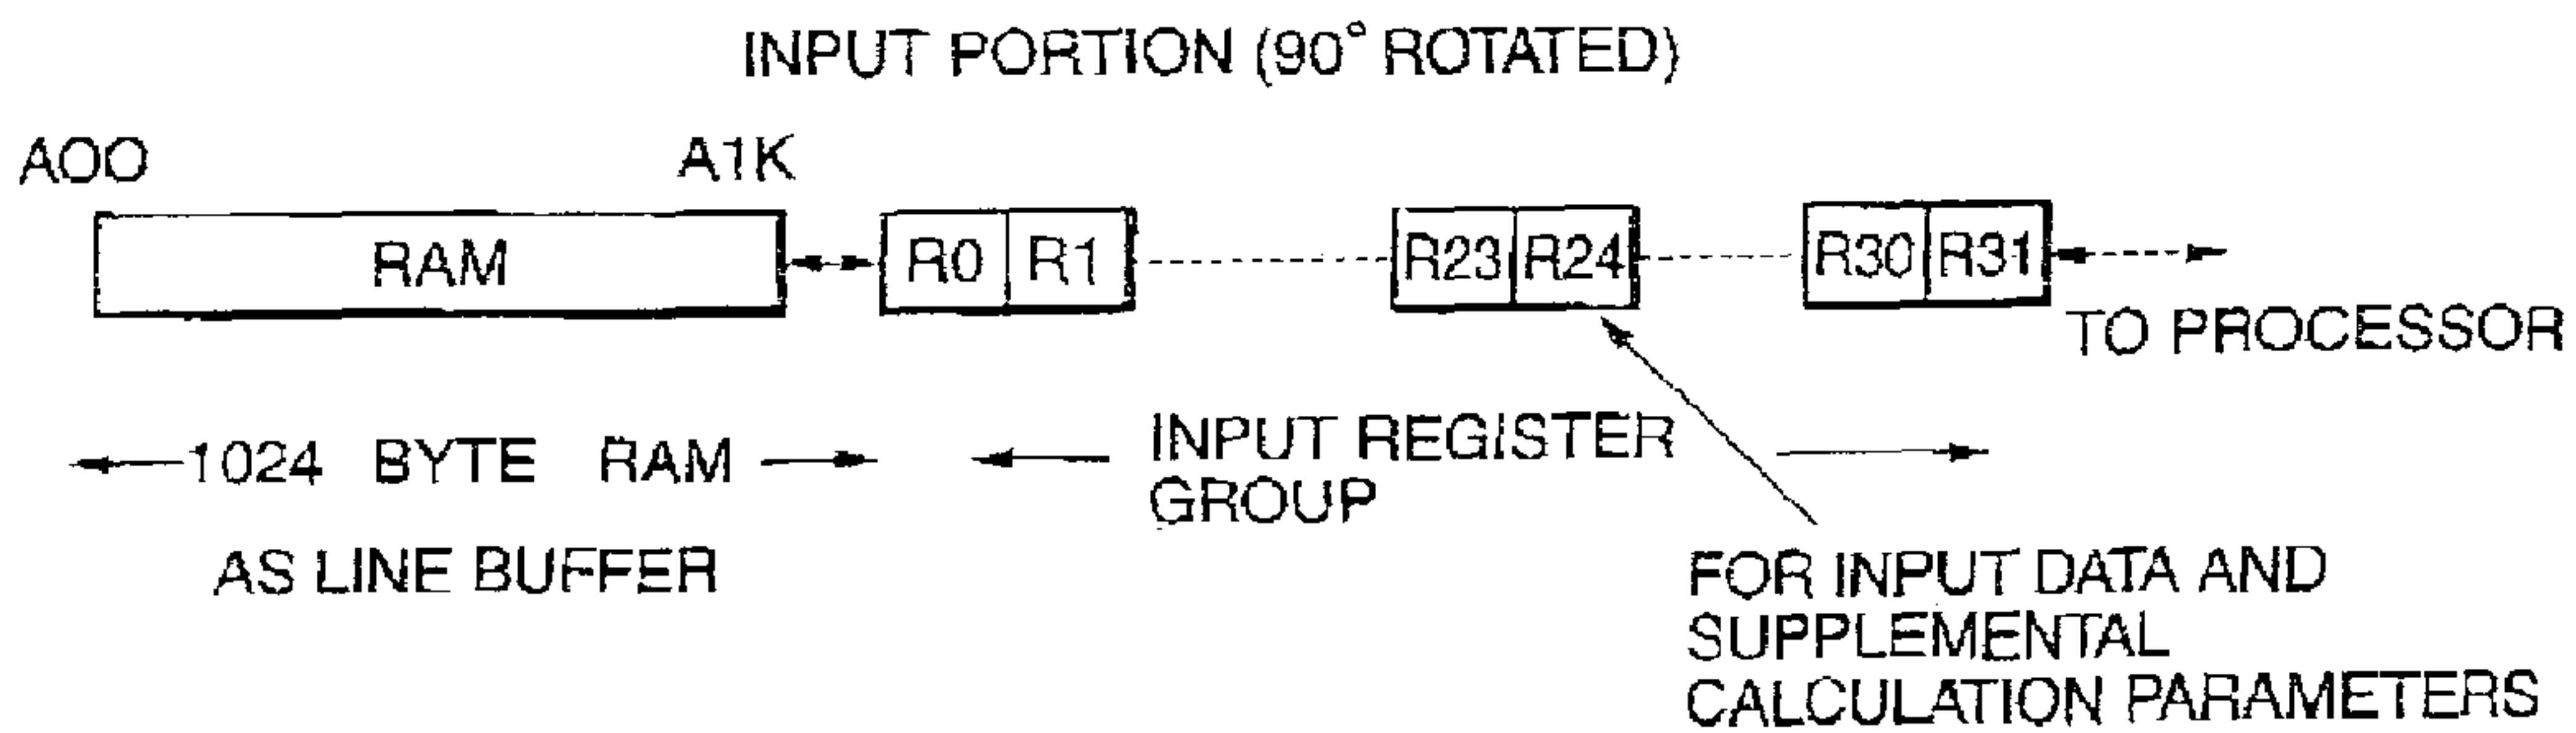 INPUT PORTION (90° ROTATED)
AOO A1K
RAM R0 R1 R23 R24 R30 R31
TO PROCESSOR
1024 BYTE RAM
AS LINE BUFFER
INPUT REGISTER
GROUP
FOR INPUT DATA AND
SUPPLEMENTAL
CALCULATION PARAMETERS